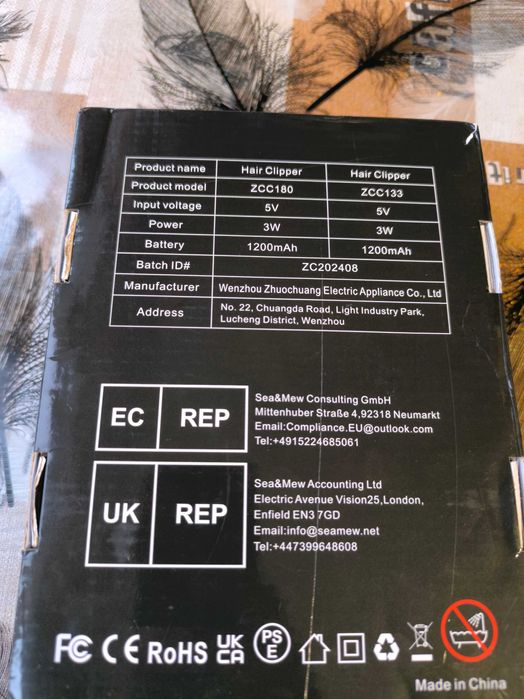 Product name Hair Clipper Hair Clipper
Product model ZCC180 ZCC133
Input voltage 5V 5V
Power 3W 3W
Battery 1200mAh 1200mAh
Batch ID# ZC202408
Manufacturer Wenzhou Zhuochuang Electric Appliance Co., Ltd
Address No. 22, Chuangda Road, Light Industry Park,
Lucheng District, Wenzhou
EC REP
Sea&Mew Consulting GmbH
Mittenhuber Straße 4,92318 Neumarkt
Email:Compliance.EU@outlook.com
Tel:+4915224685061
UK REP
Sea&Mew Accounting Ltd
Electric Avenue Vision25,London,
Enfield EN3 7GD
Email:info@seamew.net
Tel:+447399648608
FC CE RoHS UK CA PS E
Made in China